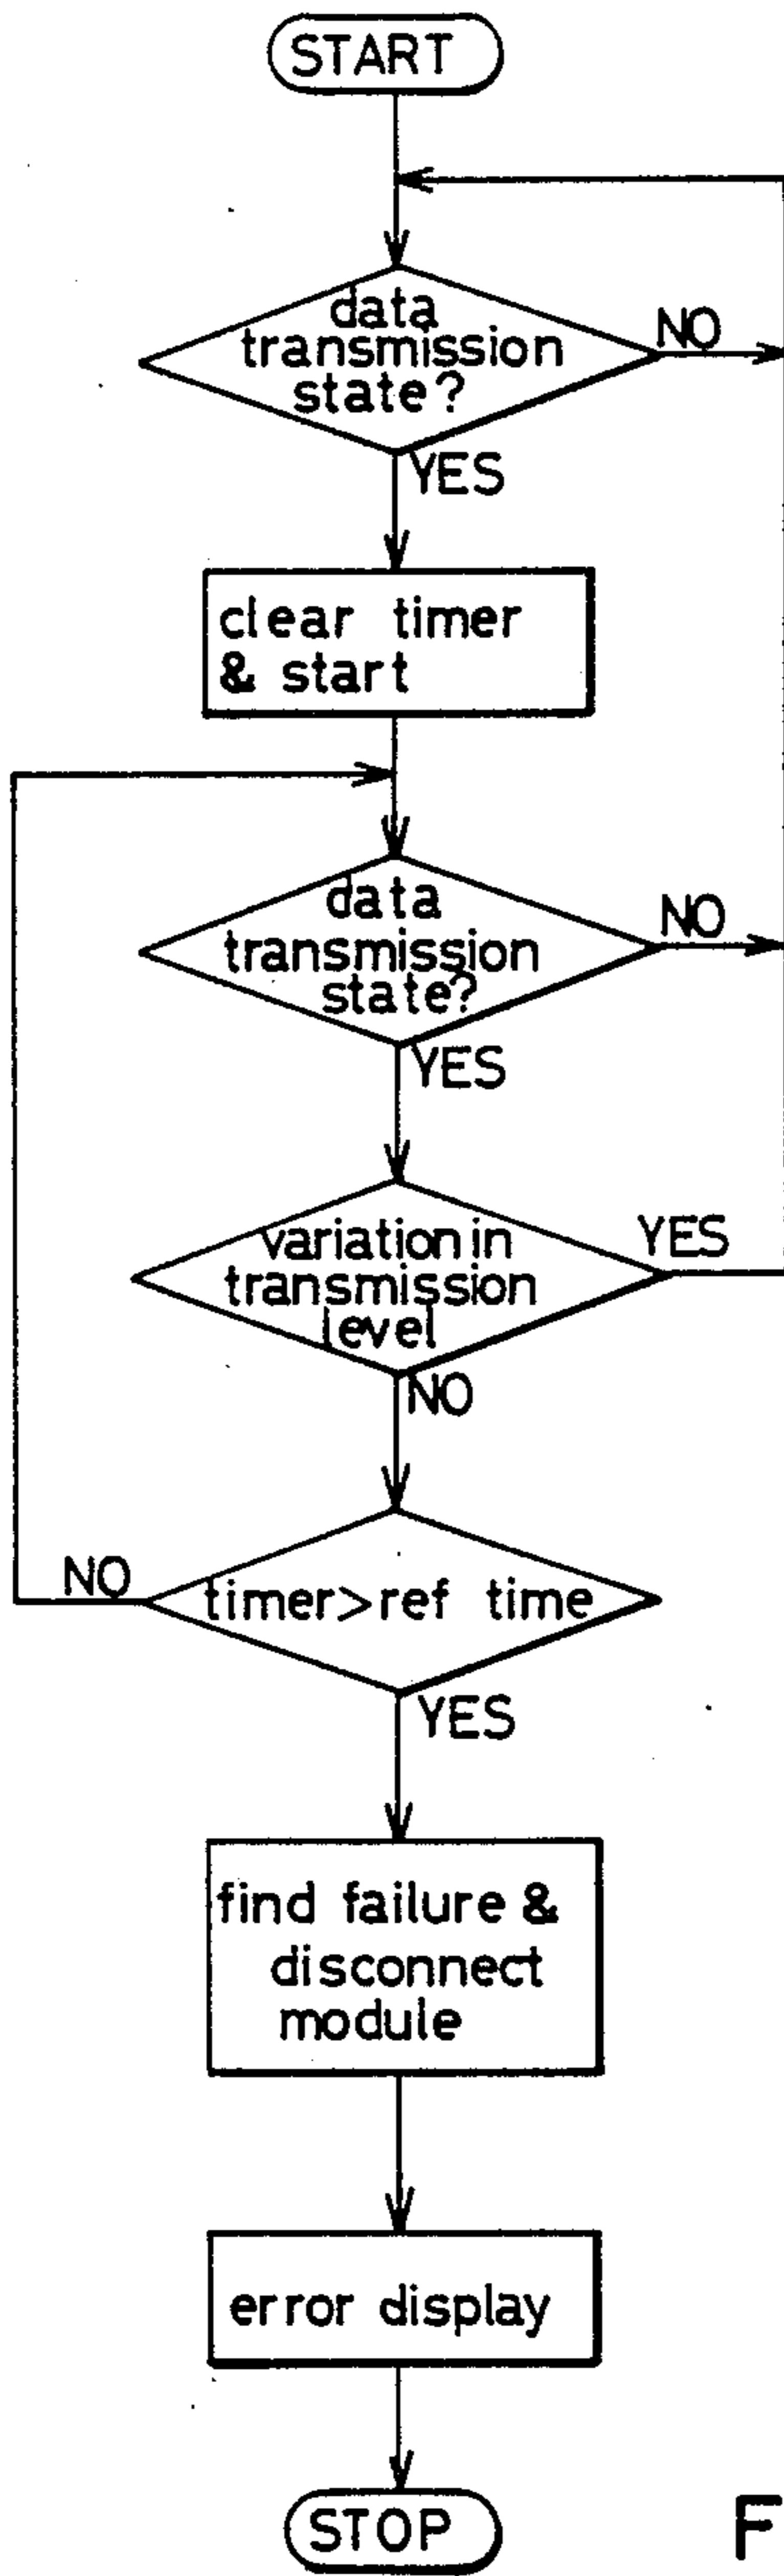 START
data
transmission
state?
NO
YES
clear timer
& start
data
transmission
state?
NO
YES
variation in
transmission
level
YES
NO
timer>ref time
NO
YES
find failure &
disconnect
module
error display
STOP
F